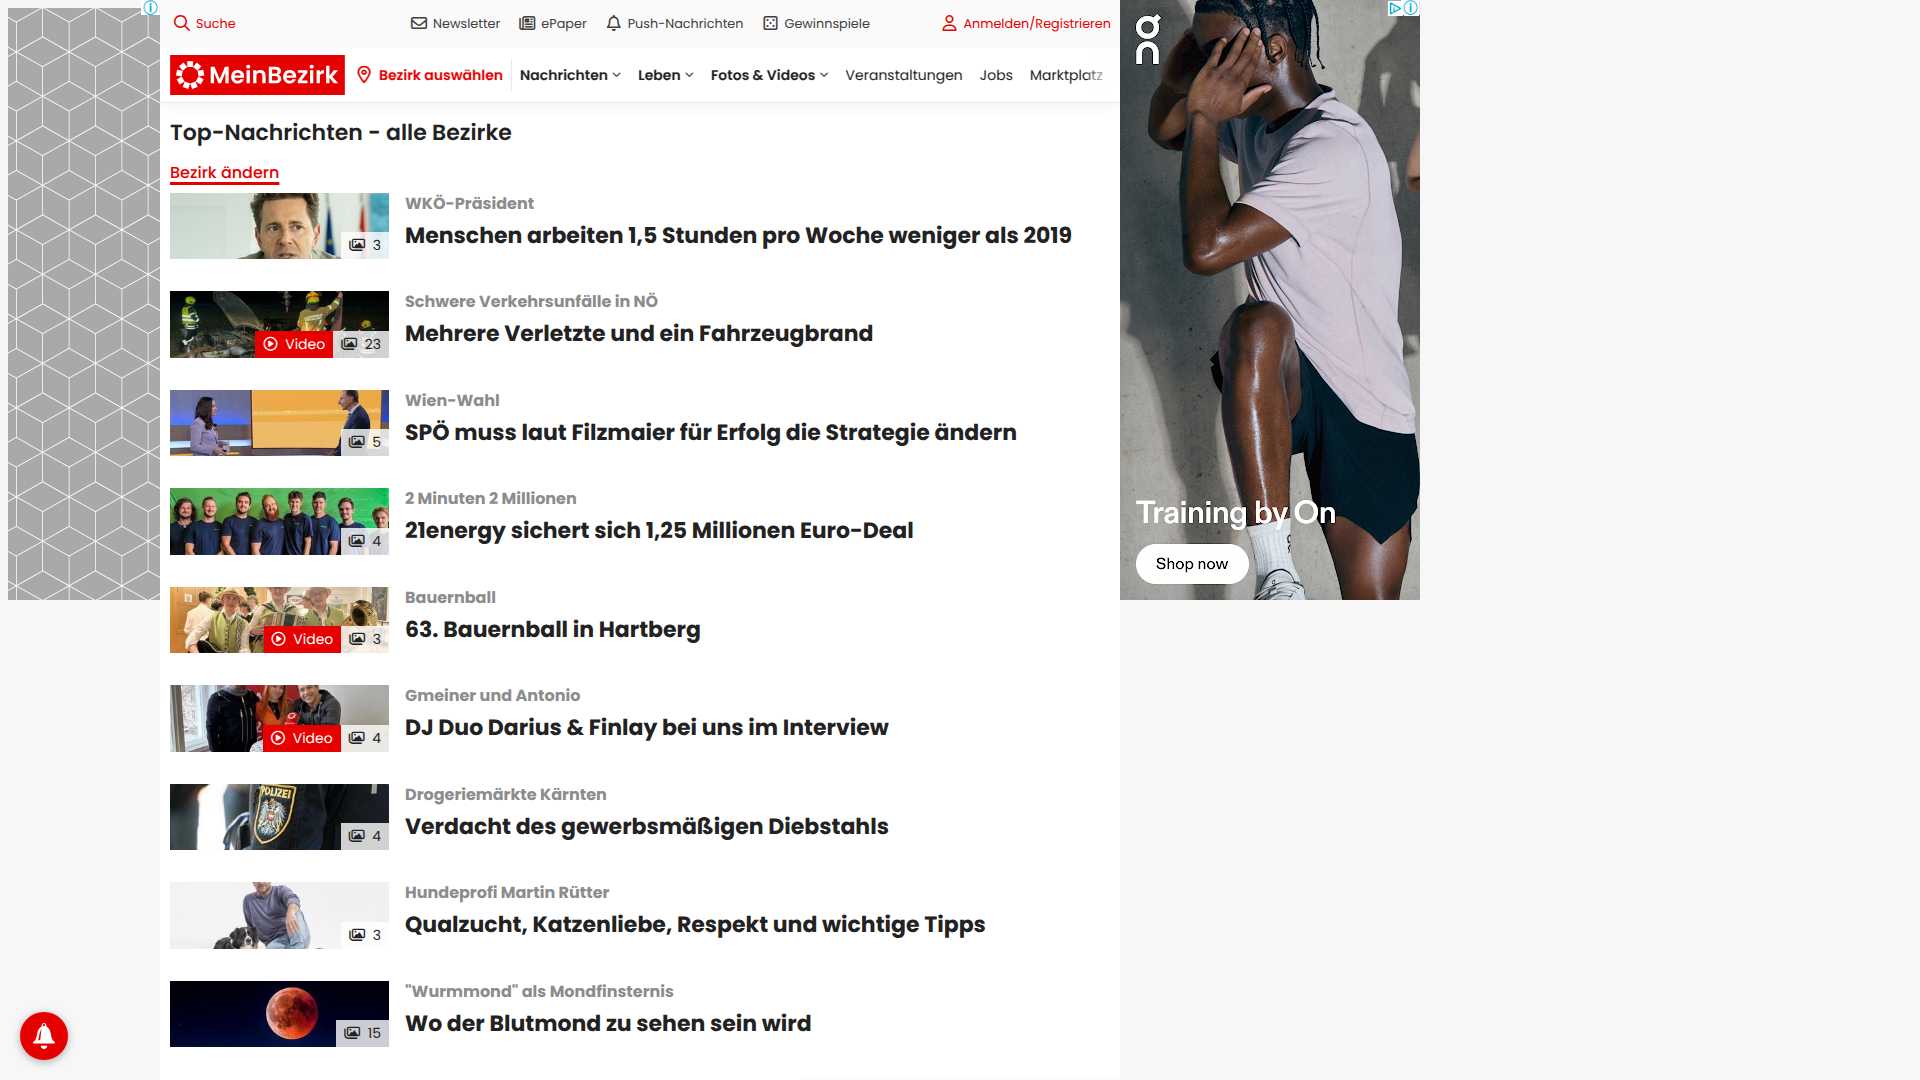 Suche
Newsletter
ePaper
Push-Nachrichten
Gewinnspiele
Anmelden/Registrieren
MeinBezirk
Bezirk auswählen
Nachrichten
Leben
Fotos & Videos
Veranstaltungen
Jobs
Marktplatz
Top-Nachrichten - alle Bezirke
Bezirk ändern
3
WKÖ-Präsident
Menschen arbeiten 1,5 Stunden pro Woche weniger als 2019
Video
23
Schwere Verkehrsunfälle in NÖ
Mehrere Verletzte und ein Fahrzeugbrand
5
Wien-Wahl
SPÖ muss laut Filzmaier für Erfolg die Strategie ändern
4
2 Minuten 2 Millionen
21energy sichert sich 1,25 Millionen Euro-Deal
Video
3
Bauernball
63. Bauernball in Hartberg
Video
4
Gmeiner und Antonio
DJ Duo Darius & Finlay bei uns im Interview
POLIZEI
4
Drogeriemärkte Kärnten
Verdacht des gewerbsmäßigen Diebstahls
3
Hundeprofi Martin Rütter
Qualzucht, Katzenliebe, Respekt und wichtige Tipps
15
"Wurmmond" als Mondfinsternis
Wo der Blutmond zu sehen sein wird
On
Training by On
Shop now